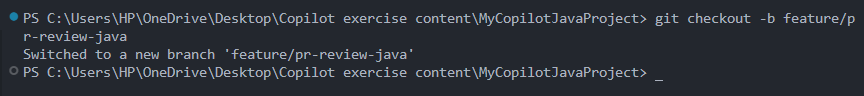 PS C:\Users\HP\OneDrive\Desktop\Copilot exercise content\MyCopilotJavaProject> git checkout -b feature/p
r-review-java
Switched to a new branch 'feature/pr-review-java'
PS C:\Users\HP\OneDrive\Desktop\Copilot exercise content\MyCopilotJavaProject> _